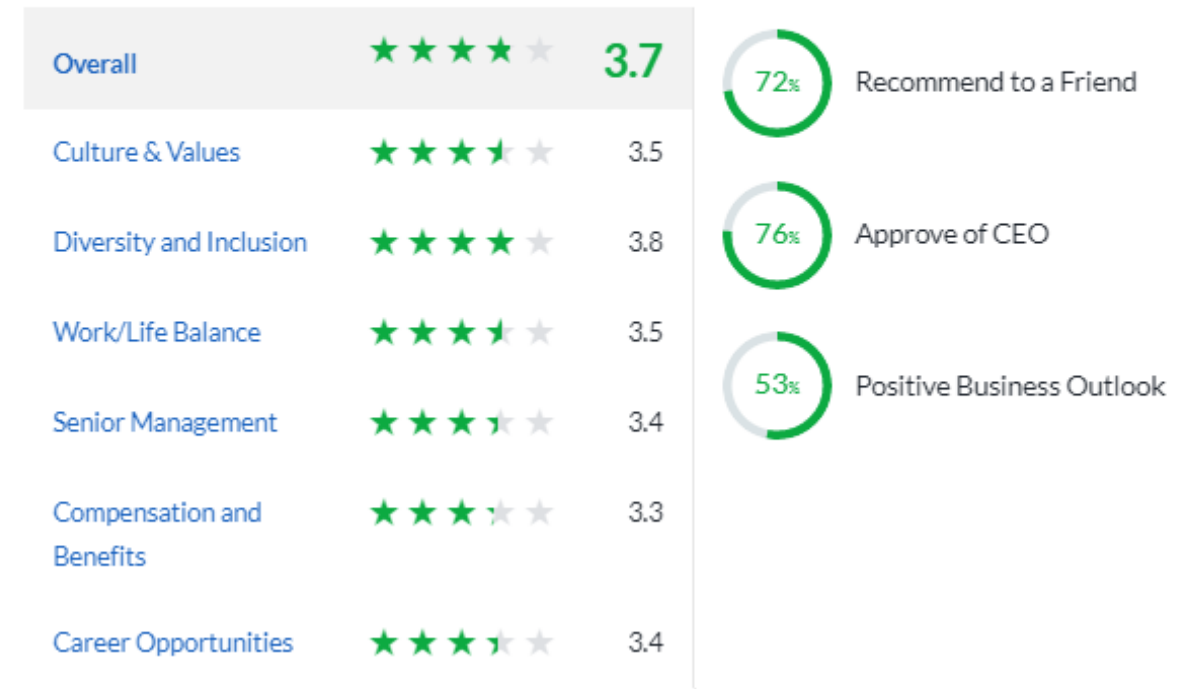 Overall 3.7
Culture & Values 3.5
Diversity and Inclusion 3.8
Work/Life Balance 3.5
Senior Management 3.4
Compensation and 3.3
Benefits
Career Opportunities 3.4
72% Recommend to a Friend
76% Approve of CEO
53% Positive Business Outlook